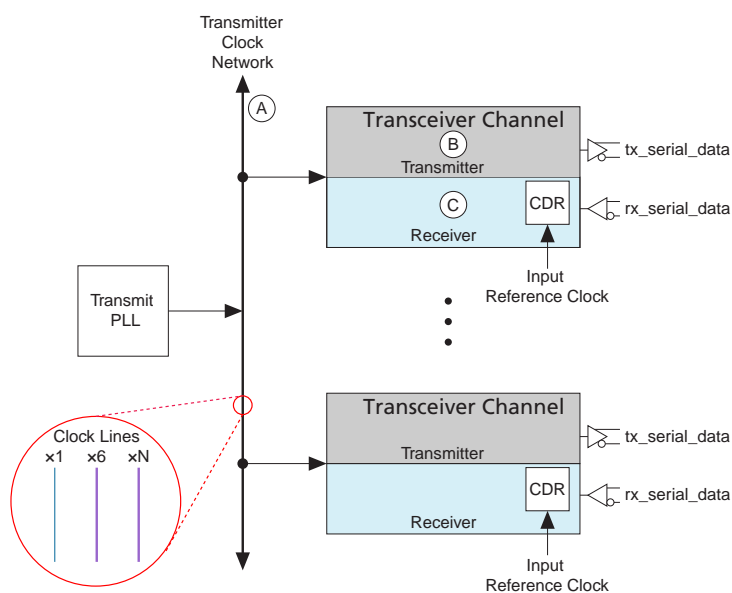 Transmitter
Clock
Network
A
Transceiver Channel
B
Transmitter
tx_serial_data
C
CDR
rx_serial_data
Receiver
Input
Reference Clock
Transmit
PLL
Transceiver Channel
Transmitter
tx_serial_data
CDR
rx_serial_data
Receiver
Input
Reference Clock
Clock Lines
×1 ×6 ×N